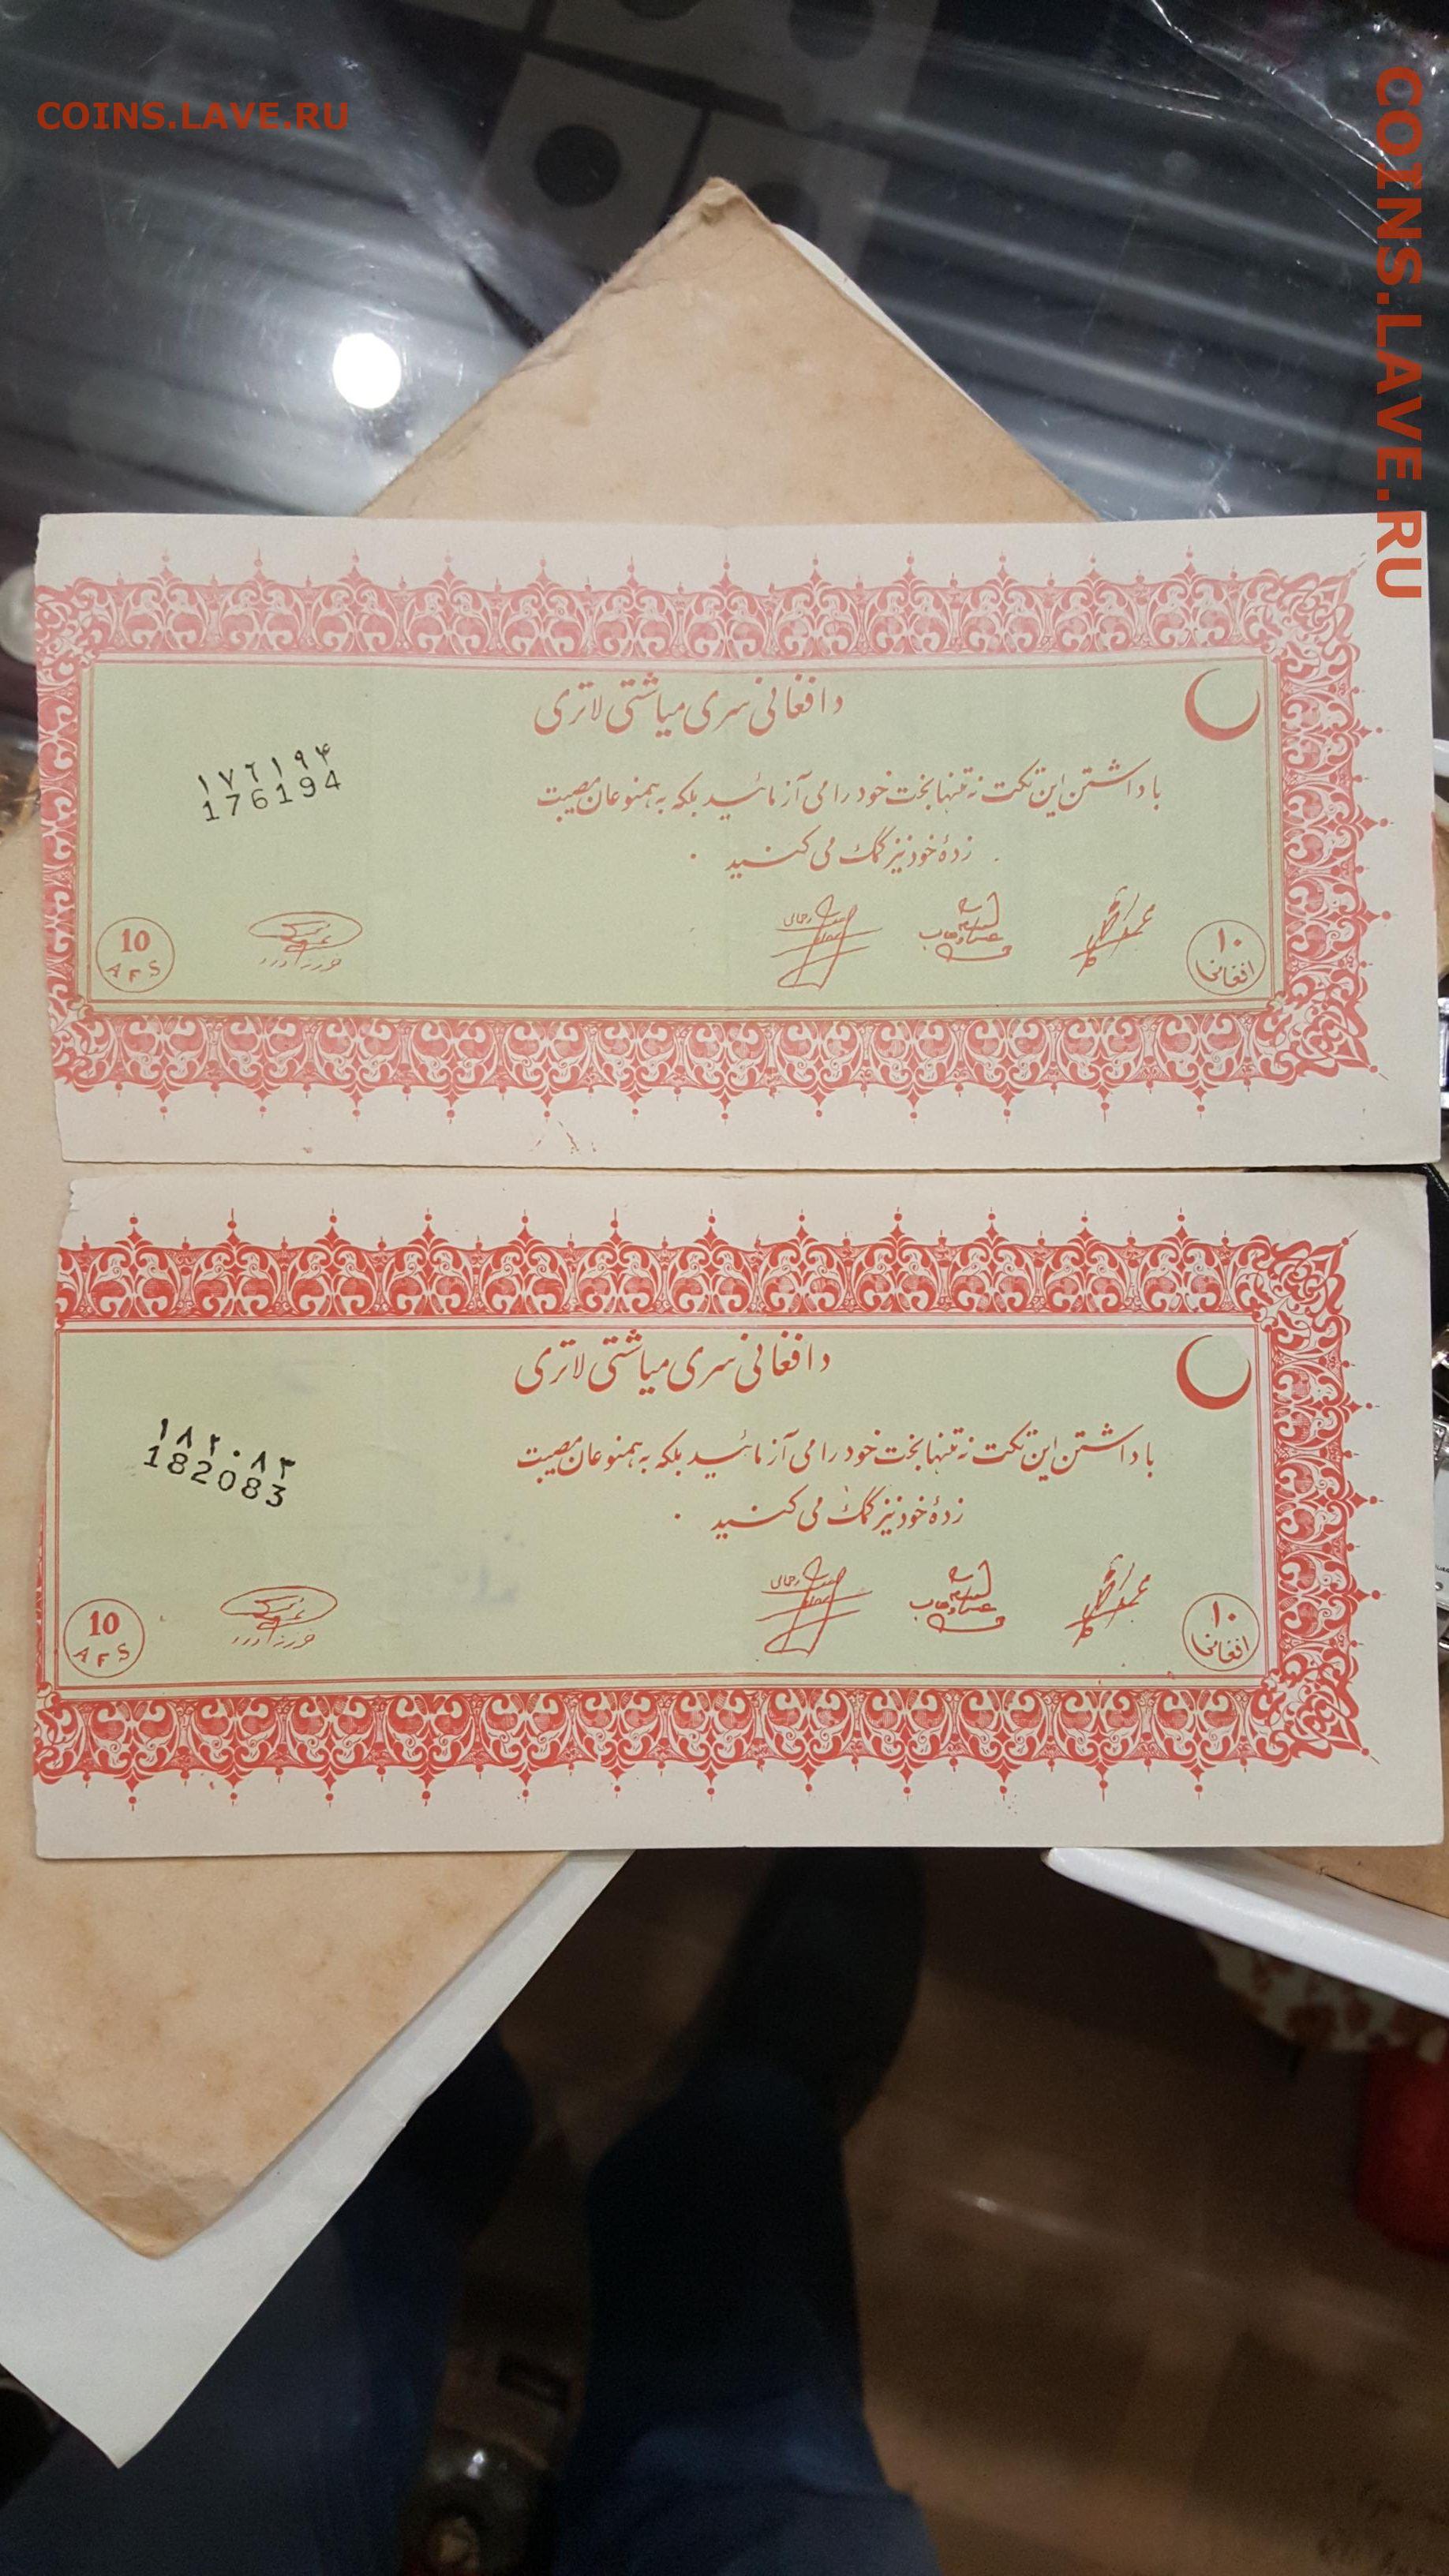 COINS.LAVE.RU
COINS.LAVE.RU
د افغانی سری میاشتی لاتری
۱۷٦۱۹۴
176194
با داشتن این تکت نه تنها بخت خود را می آزمائید بلکه به همنوعان مصیبت
زدهٔ خود نیز کمک می کنید .
رحمانی
10
AFS
۱۰
افغانی
د افغانی سری میاشتی لاتری
۱۸۲۰۸۳
182083
با داشتن این تکت نه تنها بخت خود را می آزمائید بلکه به همنوعان مصیبت
زدهٔ خود نیز کمک می کنید .
رحمانی
10
AFS
۱۰
افغانی